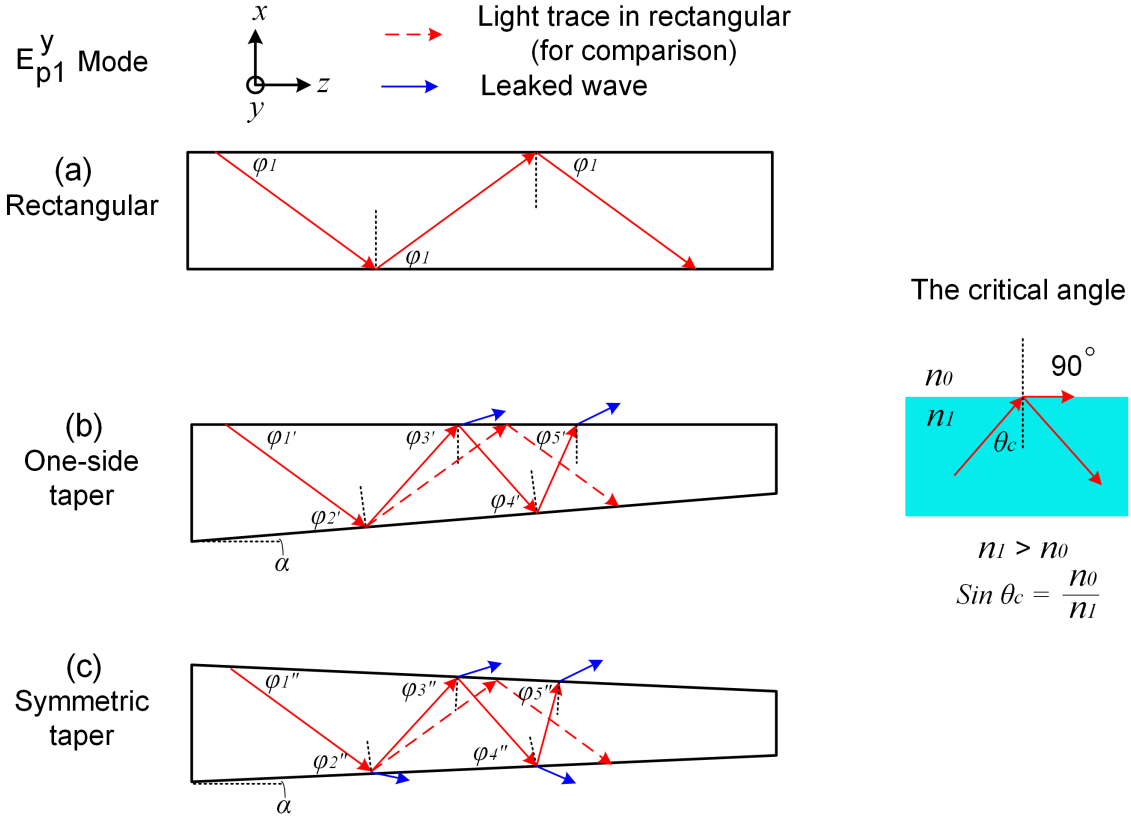 E^y_p1 Mode
x
z
y
Light trace in rectangular
(for comparison)
Leaked wave
(a)
Rectangular
φ1
φ1
φ1
The critical angle
n0
n1
90°
θc
n1 > n0
Sin θc = n0/n1
(b)
One-side
taper
φ1'
φ3'
φ5'
φ2'
φ4'
α
(c)
Symmetric
taper
φ1"
φ3"
φ5"
φ2"
φ4"
α